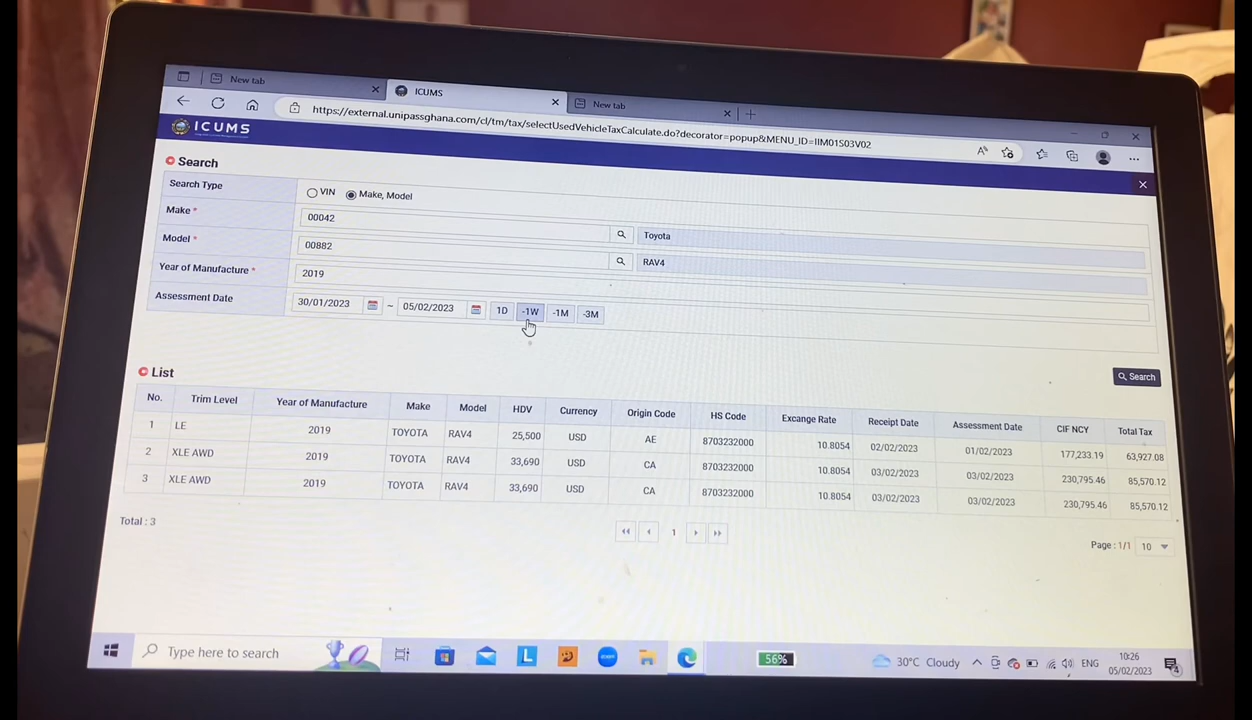 New tab
ICUMS
New tab
https://external.unipassghana.com/cl/tm/tax/selectUsedVehicleTaxCalculate.do?decorator=popup&MENU_ID=IIM01S03V02
ICUMS
Search
Search Type VIN Make, Model
Make * 00042 Toyota
Model * 00882 RAV4
Year of Manufacture * 2019
Assessment Date 30/01/2023 ~ 05/02/2023 1D -1W -1M -3M
Search
List
No. Trim Level Year of Manufacture Make Model HDV Currency Origin Code HS Code Excange Rate Receipt Date Assessment Date CIF NCY Total Tax
1 LE 2019 TOYOTA RAV4 25,500 USD AE 8703232000 10.8054 02/02/2023 01/02/2023 177,233.19 63,927.08
2 XLE AWD 2019 TOYOTA RAV4 33,690 USD CA 8703232000 10.8054 03/02/2023 03/02/2023 230,795.46 85,570.12
3 XLE AWD 2019 TOYOTA RAV4 33,690 USD CA 8703232000 10.8054 03/02/2023 03/02/2023 230,795.46 85,570.12
Total : 3
1
Page : 1/1 10
Type here to search
L
56%
30°C Cloudy
ENG
10:26
05/02/2023
4